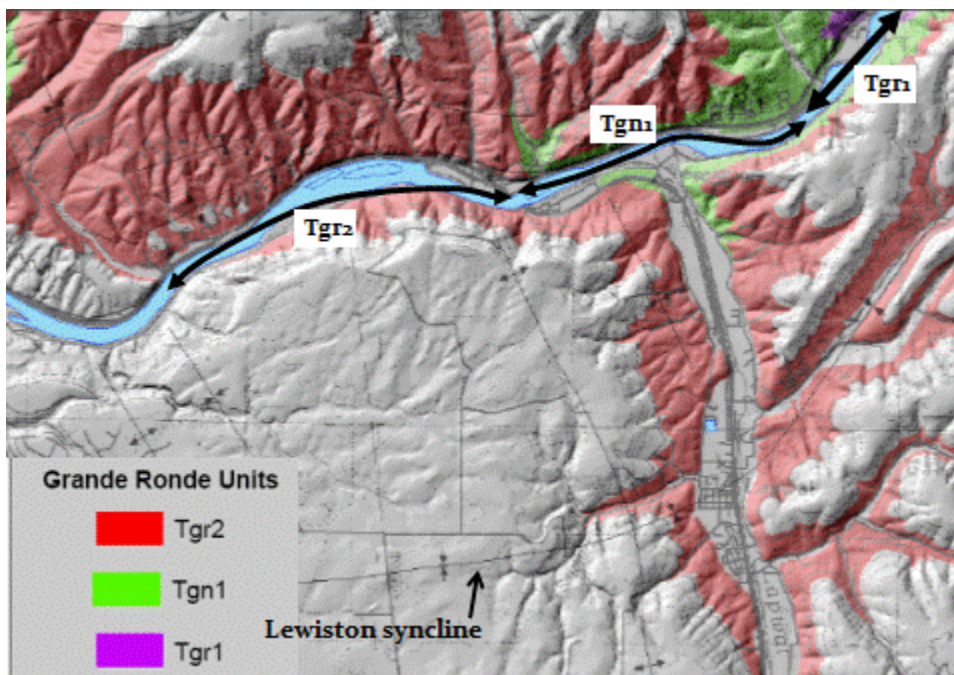 Tgr₁
Tgn₁
Tgr₂
Grande Ronde Units
Tgr2
Tgn1
Tgr1
Lewiston syncline